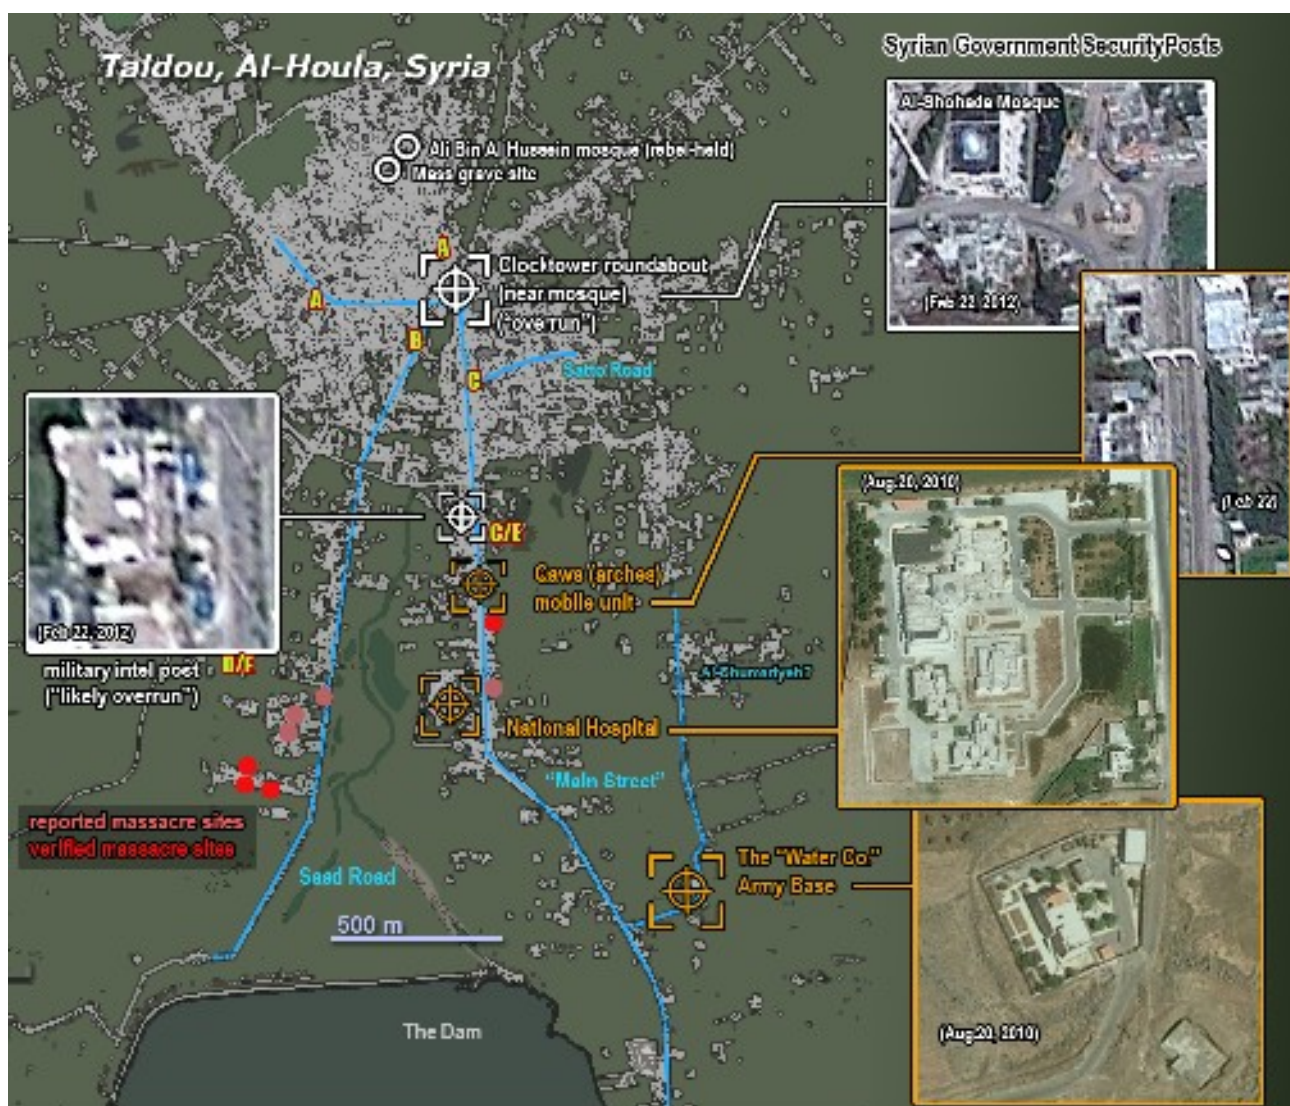 Taldou, Al-Houla, Syria
Syrian Government SecurityPosts
Al-Shohada Mosque
Ali Bin Al Hussein mosque (rebel-held)
Mass grave site
A
Clocktower roundabout
(near mosque)
("overrun")
(Feb 22, 2012)
A
B
C
Sabo Road
(Aug.20, 2010)
(Feb 22)
C/E
Caws (arches)
mobile unit
(Feb 22, 2012)
military intel post
("likely overrun")
Al-Shumariyeh?
National Hospital
"Main Street"
reported massacre sites
verified massacre sites
Saad Road
The "Water Co."
Army Base
500 m
The Dam
(Aug.20, 2010)